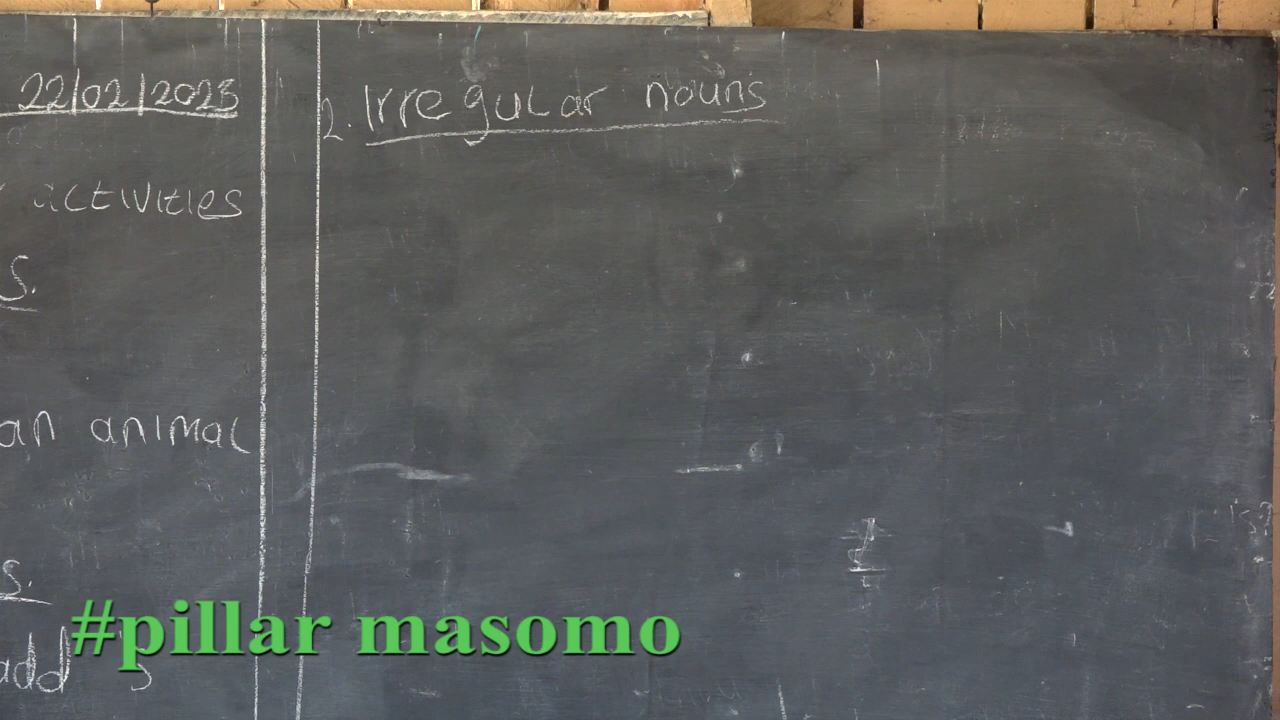 22/02/2023
activities
s.
an animal
s.
add s
2. Irregular nouns
#pillar masomo